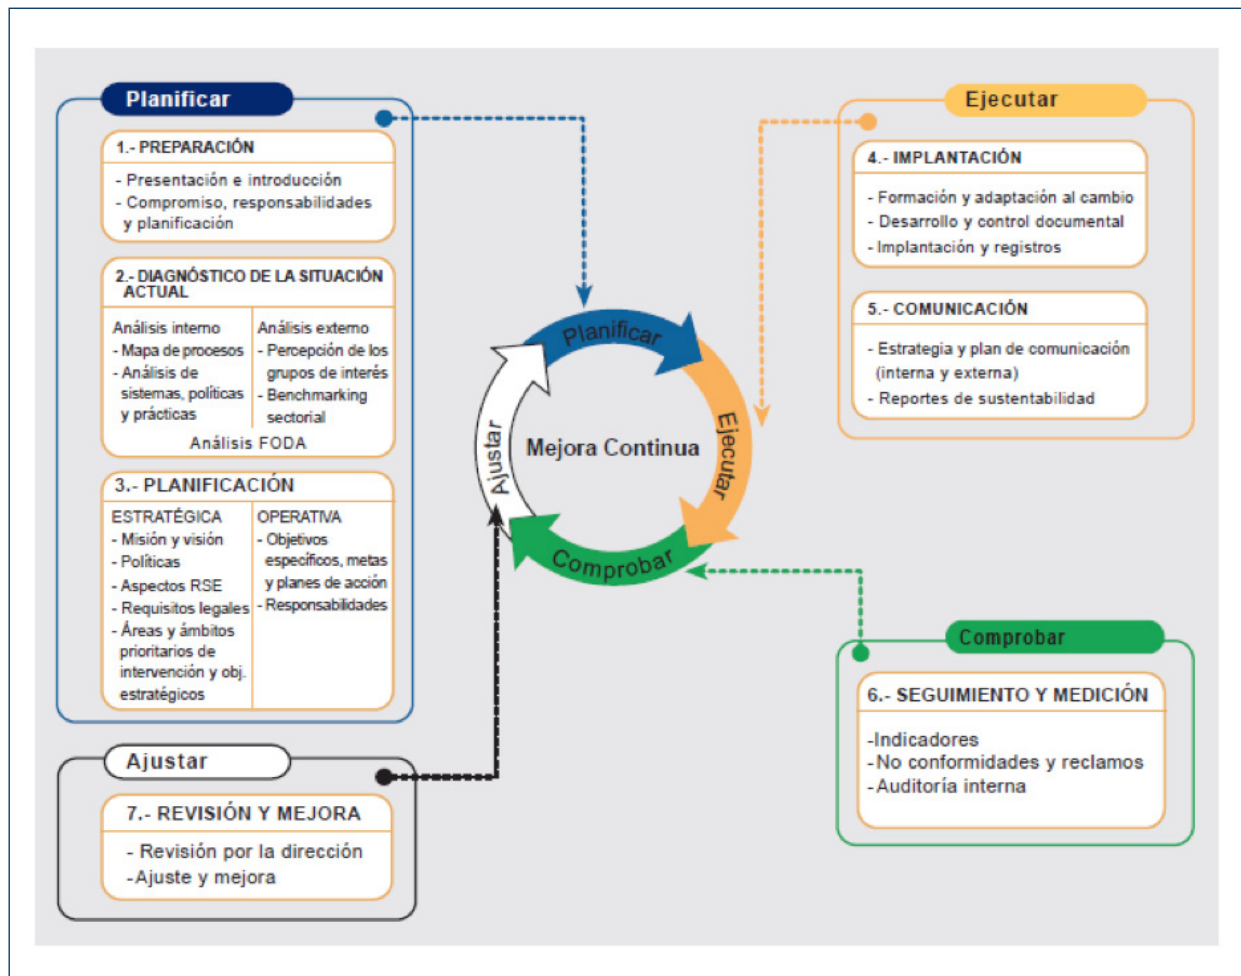 Planificar
1.- PREPARACIÓN
- Presentación e introducción
- Compromiso, responsabilidades
y planificación
2.- DIAGNÓSTICO DE LA SITUACIÓN
ACTUAL
Análisis interno
- Mapa de procesos
- Análisis de
sistemas, políticas
y prácticas
Análisis externo
- Percepción de los
grupos de interés
- Benchmarking
sectorial
Análisis FODA
3.- PLANIFICACIÓN
ESTRATÉGICA
- Misión y visión
- Políticas
- Aspectos RSE
- Requisitos legales
- Áreas y ámbitos
prioritarios de
intervención y obj.
estratégicos
OPERATIVA
- Objetivos
específicos, metas
y planes de acción
- Responsabilidades
Ajustar
7.- REVISIÓN Y MEJORA
- Revisión por la dirección
-Ajuste y mejora
Planificar
Ejecutar
Comprobar
Ajustar
Mejora Continua
Ejecutar
4.- IMPLANTACIÓN
- Formación y adaptación al cambio
- Desarrollo y control documental
- Implantación y registros
5.- COMUNICACIÓN
- Estrategia y plan de comunicación
(interna y externa)
- Reportes de sustentabilidad
Comprobar
6.- SEGUIMIENTO Y MEDICIÓN
-Indicadores
-No conformidades y reclamos
-Auditoría interna